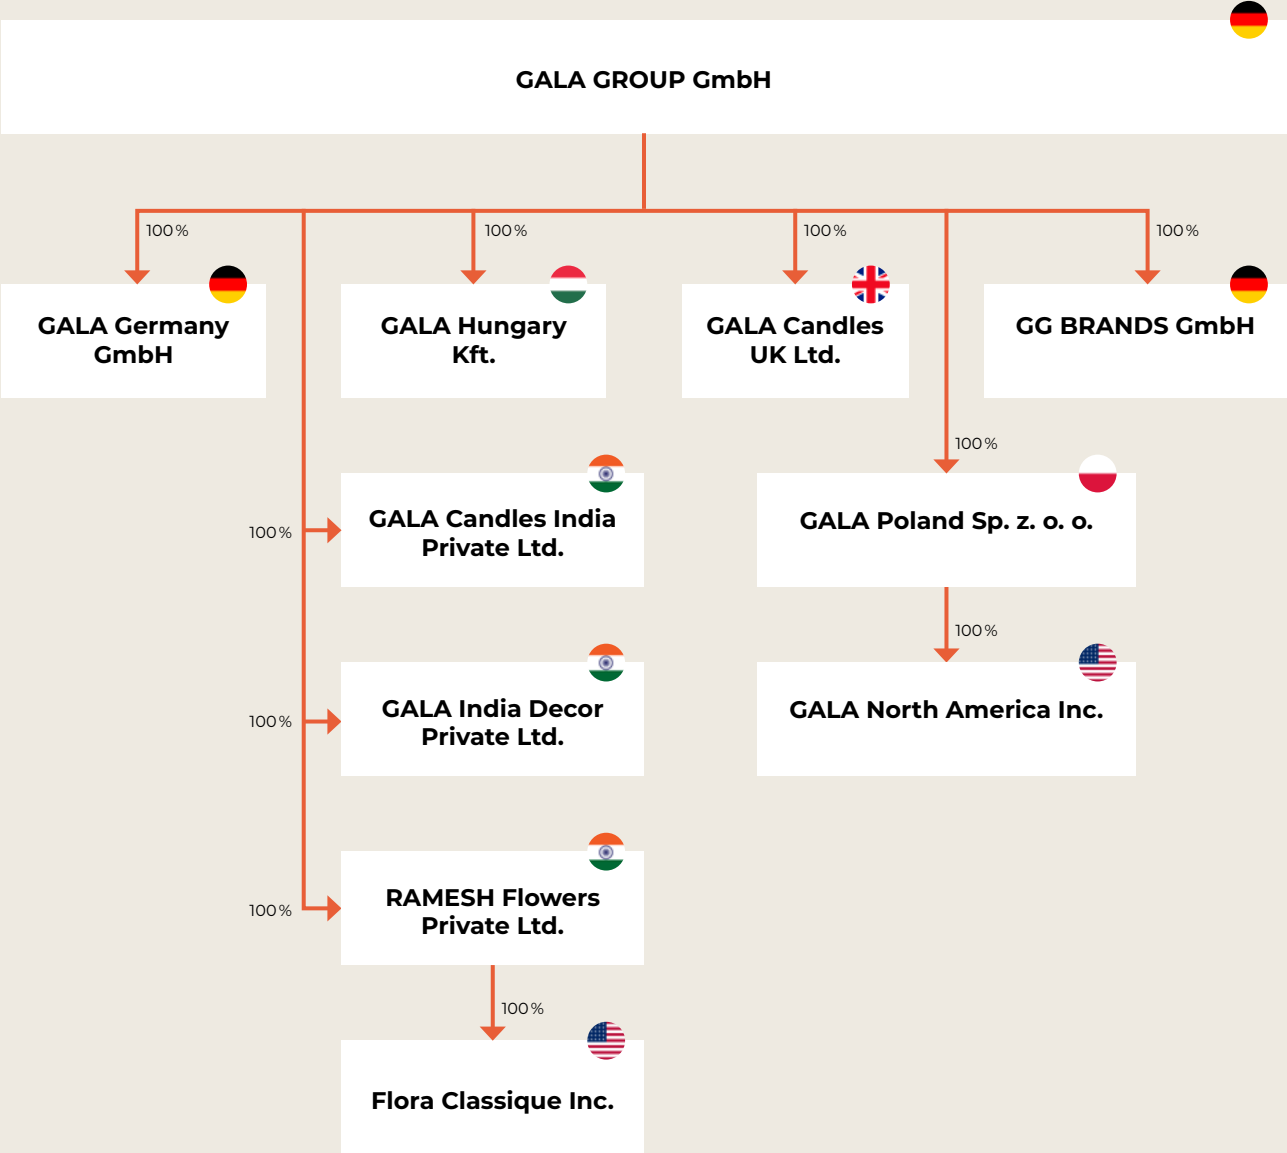 GALA GROUP GmbH
100 %
100 %
100 %
100 %
GALA Germany
GmbH
GALA Hungary
Kft.
GALA Candles
UK Ltd.
GG BRANDS GmbH
100 %
GALA Candles India
Private Ltd.
100 %
GALA Poland Sp. z. o. o.
100 %
GALA India Decor
Private Ltd.
100 %
GALA North America Inc.
100 %
RAMESH Flowers
Private Ltd.
100 %
100 %
Flora Classique Inc.